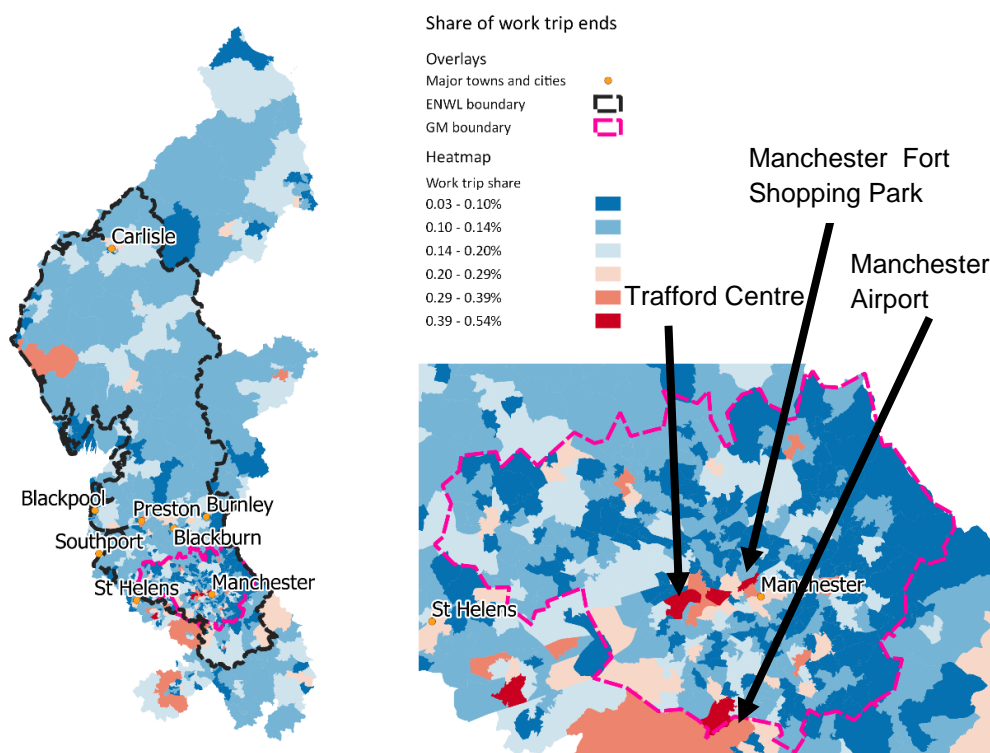 Share of work trip ends
Overlays
Major towns and cities
ENWL boundary
GM boundary
Heatmap
Work trip share
0.03 - 0.10%
0.10 - 0.14%
0.14 - 0.20%
0.20 - 0.29%
0.29 - 0.39%
0.39 - 0.54%
Manchester Fort
Shopping Park
Trafford Centre
Manchester
Airport
Carlisle
Blackpool
Preston
Burnley
Southport
Blackburn
St Helens
Manchester
St Helens
Manchester